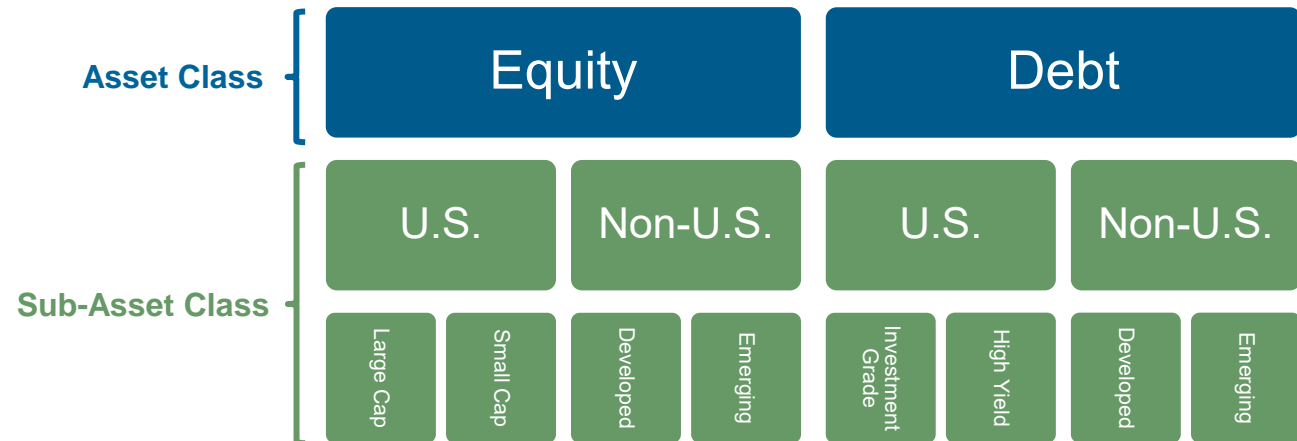 Asset Class
Equity
Debt
Sub-Asset Class
U.S.
Non-U.S.
U.S.
Non-U.S.
Large Cap
Small Cap
Developed
Emerging
Investment
Grade
High Yield
Developed
Emerging